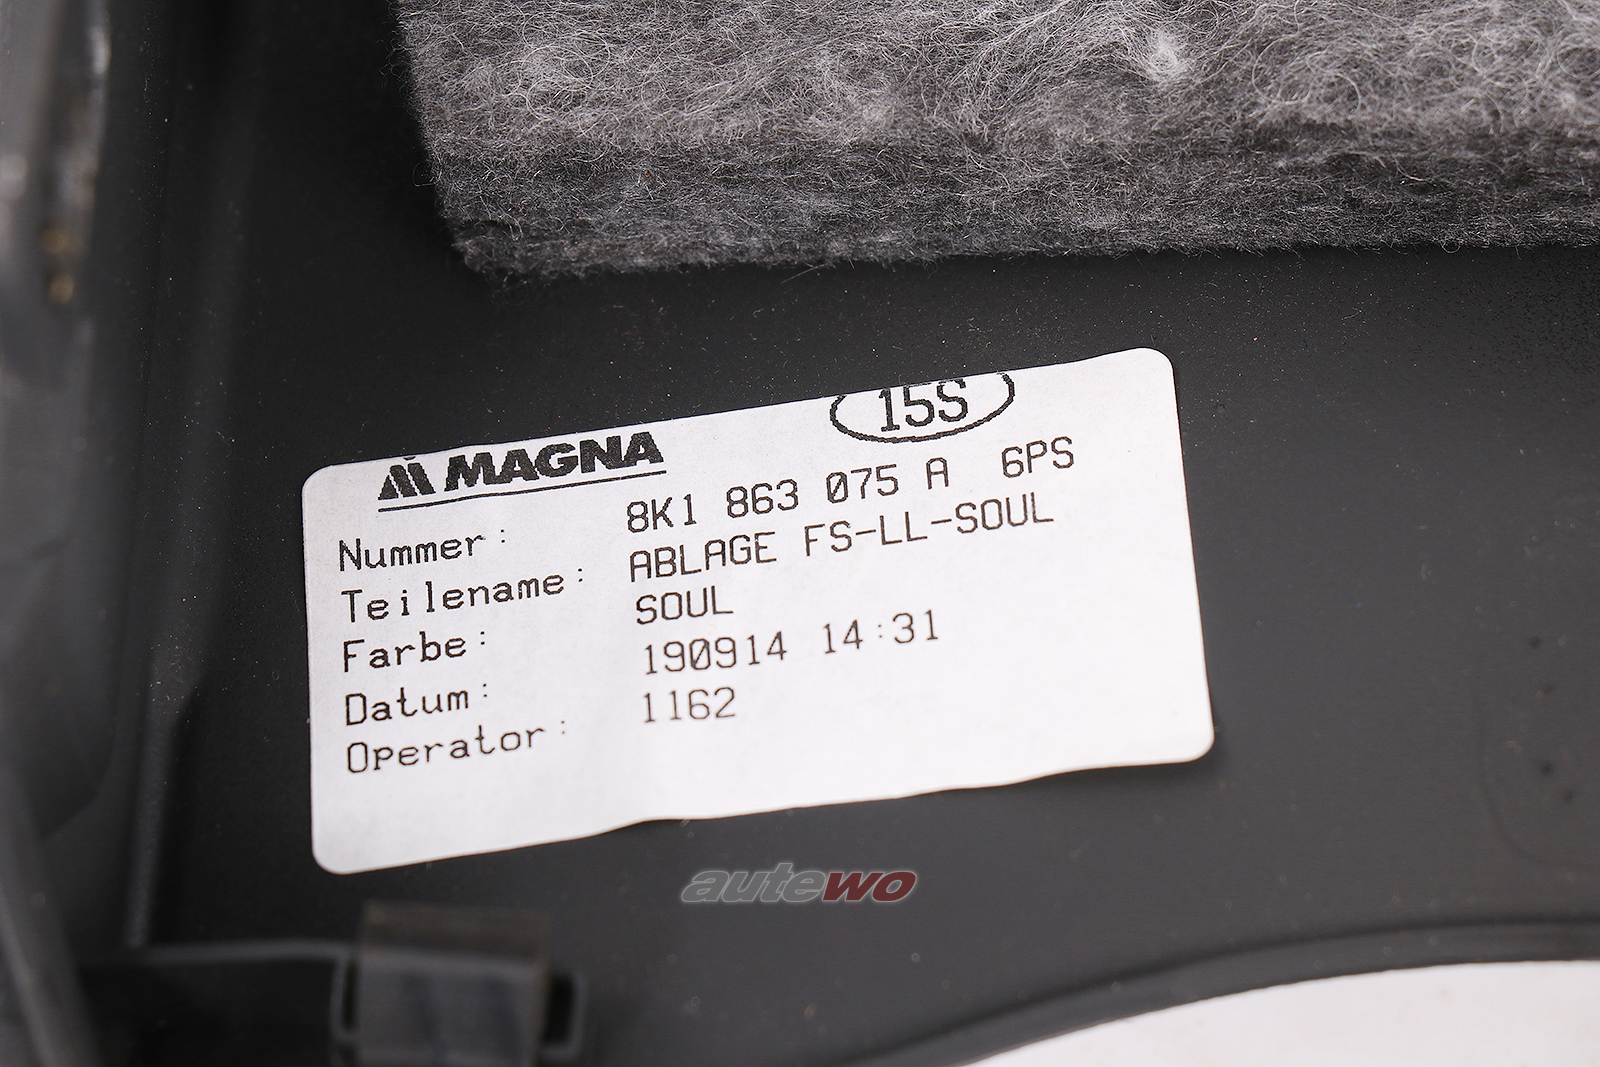 15S
MAGNA
Nummer: 8K1 863 075 A 6PS
Teilename: ABLAGE FS-LL-SOUL
Farbe: SOUL
Datum: 190914 14:31
Operator: 1162
autewo